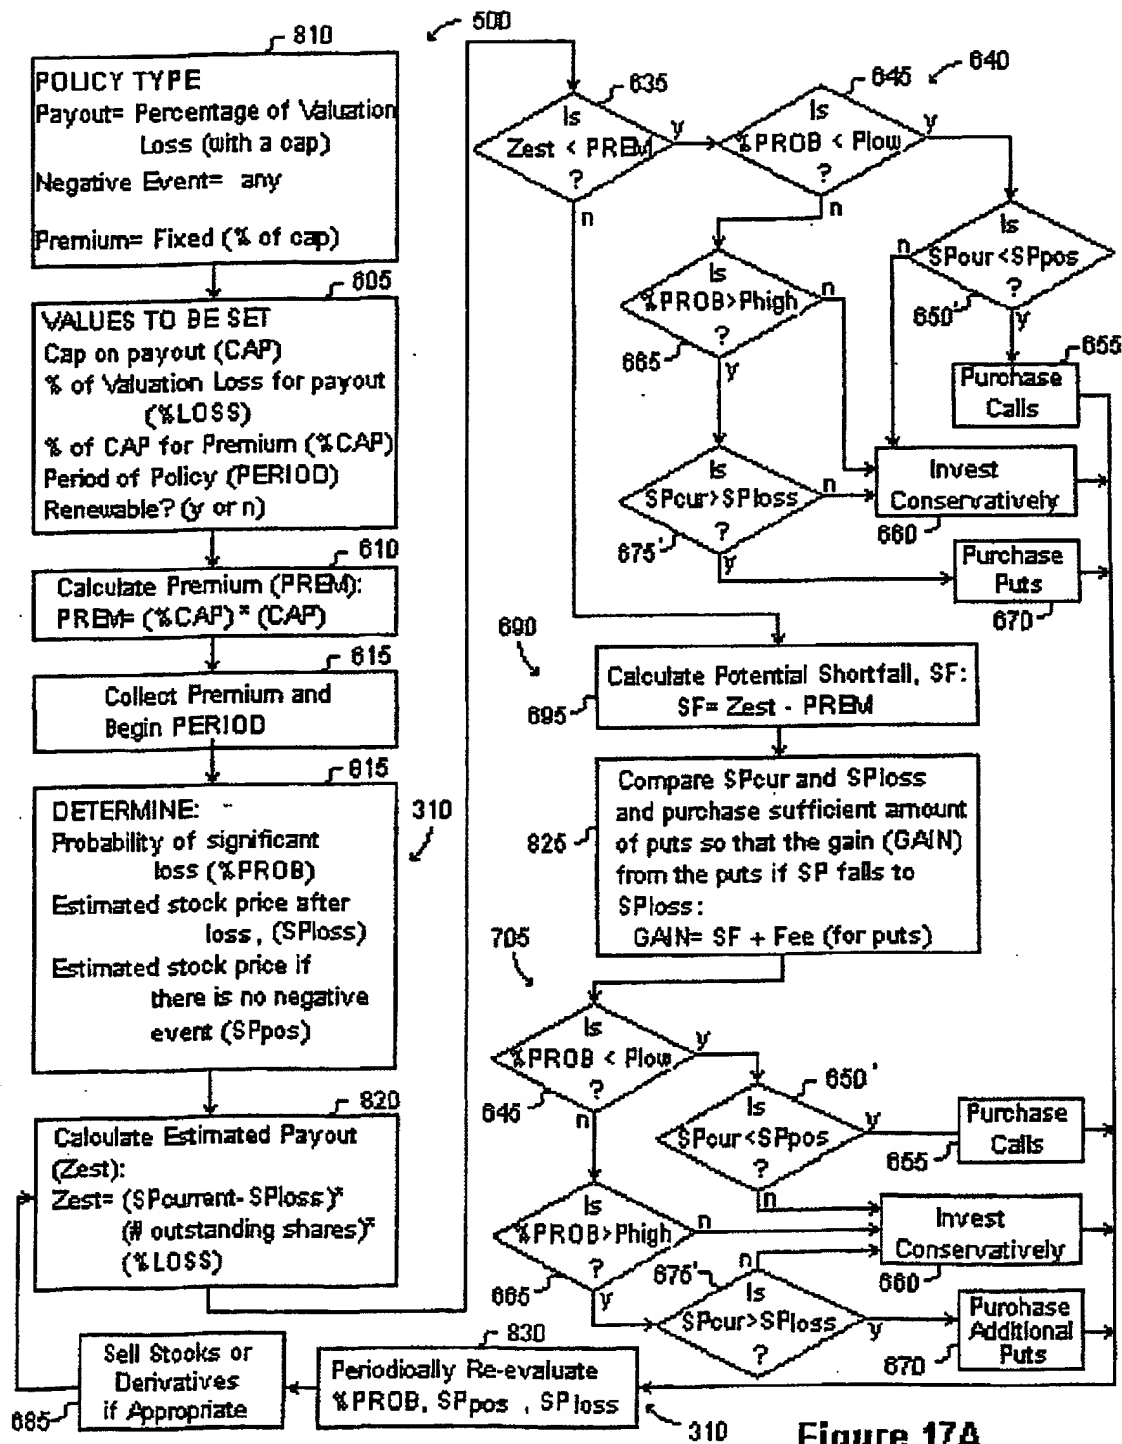 500
810
POLICY TYPE
Payout= Percentage of Valuation
Loss (with a cap)
Negative Event= any
Premium= Fixed (% of cap)
605
VALUES TO BE SET
Cap on payout (CAP)
% of Valuation Loss for payout
(%LOSS)
% of CAP for Premium (%CAP)
Period of Policy (PERIOD)
Renewable? (y or n)
610
Calculate Premium (PREM):
PREM= (%CAP)* (CAP)
615
Collect Premium and
Begin PERIOD
815
310
DETERMINE:
Probability of significant
loss (%PROB)
Estimated stock price after
loss, (SPloss)
Estimated stock price if
there is no negative
event (SPpos)
820
Calculate Estimated Payout
(Zest):
Zest= (SPcurrent-SPloss)*
(# outstanding shares)*
(%LOSS)
635
Is
Zest < PREM
?
y
n
640
645
Is
%PROB < Plow
?
y
n
Is
SPcur<SPpos
?
650'
n
y
655
Purchase
Calls
Is
%PROB>Phigh
?
665
n
y
Is
SPcur>SPloss
?
675'
n
y
Invest
Conservatively
660
Purchase
Puts
670
690
Calculate Potential Shortfall, SF:
SF= Zest - PREM
695
Compare SPcur and SPloss
and purchase sufficient amount
of puts so that the gain (GAIN)
from the puts if SP falls to
SPloss:
GAIN= SF + Fee (for puts)
825
705
Is
%PROB < Plow
?
645
y
n
650'
Is
SPcur<SPpos
?
y
n
Purchase
Calls
655
Is
%PROB>Phigh
?
665
n
y
Invest
Conservatively
660
675'
n
Is
SPcur>SPloss
?
y
Purchase
Additional
Puts
670
830
Periodically Re-evaluate
%PROB, SPpos , SPloss
310
Sell Stocks or
Derivatives
if Appropriate
685
Figure 17A